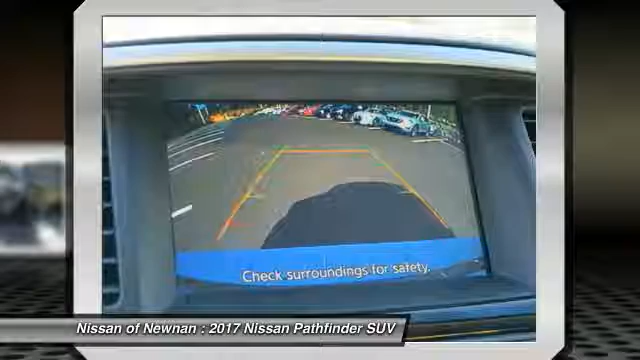 Check surroundings for safety.
Nissan of Newnan : 2017 Nissan Pathfinder SUV